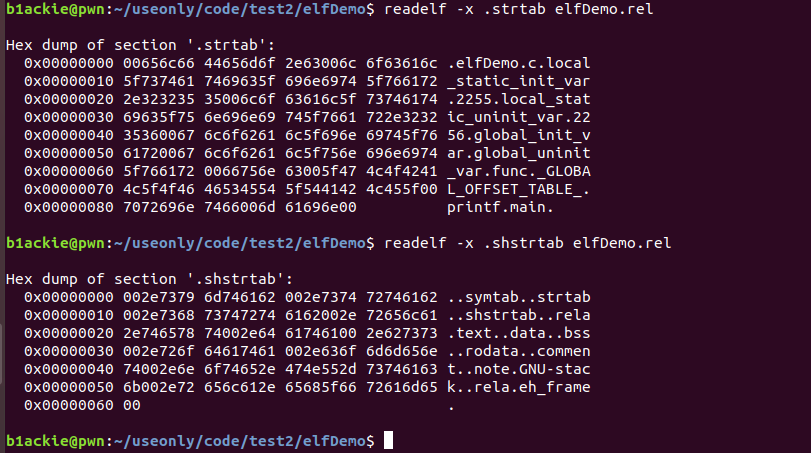 b1ackie@pwn:~/useonly/code/test2/elfDemo$ readelf -x .strtab elfDemo.rel
Hex dump of section '.strtab':
0x00000000 00656c66 44656d6f 2e63006c 6f63616c .elfDemo.c.local
0x00000010 5f737461 7469635f 696e6974 5f766172 _static_init_var
0x00000020 2e323235 35006c6f 63616c5f 73746174 .2255.local_stat
0x00000030 69635f75 6e696e69 745f7661 722e3232 ic_uninit_var.22
0x00000040 35360067 6c6f6261 6c5f696e 69745f76 56.global_init_v
0x00000050 61720067 6c6f6261 6c5f756e 696e6974 ar.global_uninit
0x00000060 5f766172 0066756e 63005f47 4c4f4241 _var.func._GLOBA
0x00000070 4c5f4f46 46534554 5f544142 4c455f00 L_OFFSET_TABLE_.
0x00000080 7072696e 7466006d 61696e00 printf.main.
b1ackie@pwn:~/useonly/code/test2/elfDemo$ readelf -x .shstrtab elfDemo.rel
Hex dump of section '.shstrtab':
0x00000000 002e7379 6d746162 002e7374 72746162 ..symtab..strtab
0x00000010 002e7368 73747274 6162002e 72656c61 ..shstrtab..rela
0x00000020 2e746578 74002e64 61746100 2e627373 .text..data..bss
0x00000030 002e726f 64617461 002e636f 6d6d656e ..rodata..commen
0x00000040 74002e6e 6f74652e 474e552d 73746163 t..note.GNU-stac
0x00000050 6b002e72 656c612e 65685f66 72616d65 k..rela.eh_frame
0x00000060 00 .
b1ackie@pwn:~/useonly/code/test2/elfDemo$